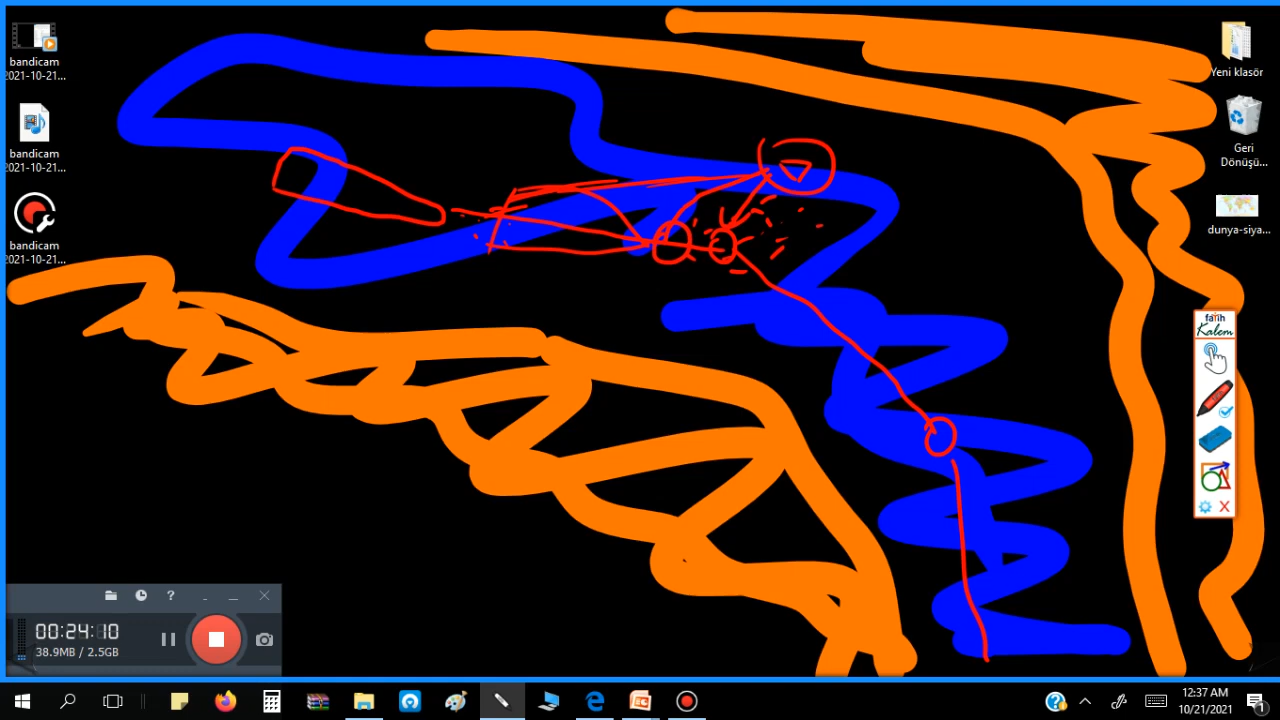 bandicam
2021-10-21...
bandicam
2021-10-21...
bandicam
2021-10-21...
Yeni klasör
Geri
Dönüşü...
dunya-siya...
fatih
Kalem
00:24:10
38.9MB / 2.5GB
12:37 AM
10/21/2021
1